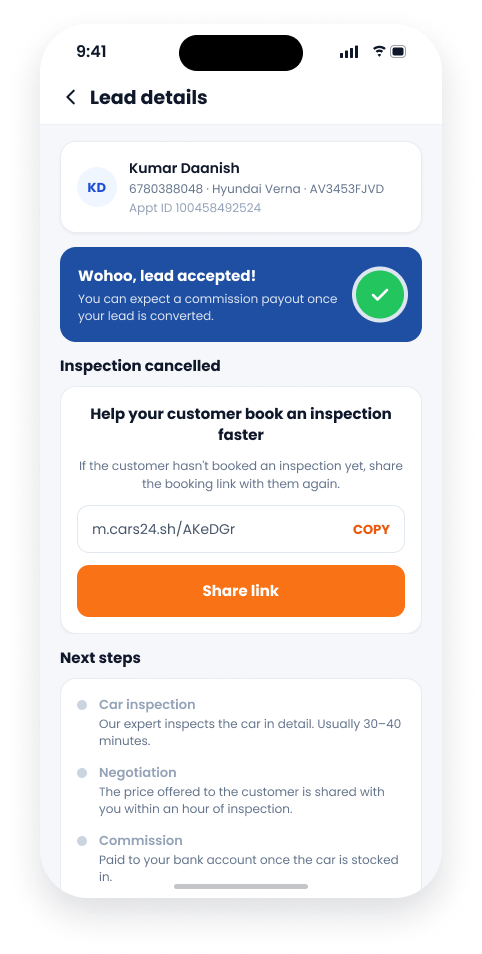 9:41
Lead details
KD
Kumar Daanish
6780388048 · Hyundai Verna · AV3453FJVD
Appt ID 100458492524
Wohoo, lead accepted!
You can expect a commission payout once
your lead is converted.
Inspection cancelled
Help your customer book an inspection
faster
If the customer hasn't booked an inspection yet, share
the booking link with them again.
m.cars24.sh/AKeDGr
COPY
Share link
Next steps
Car inspection
Our expert inspects the car in detail. Usually 30–40
minutes.
Negotiation
The price offered to the customer is shared with
you within an hour of inspection.
Commission
Paid to your bank account once the car is stocked
in.